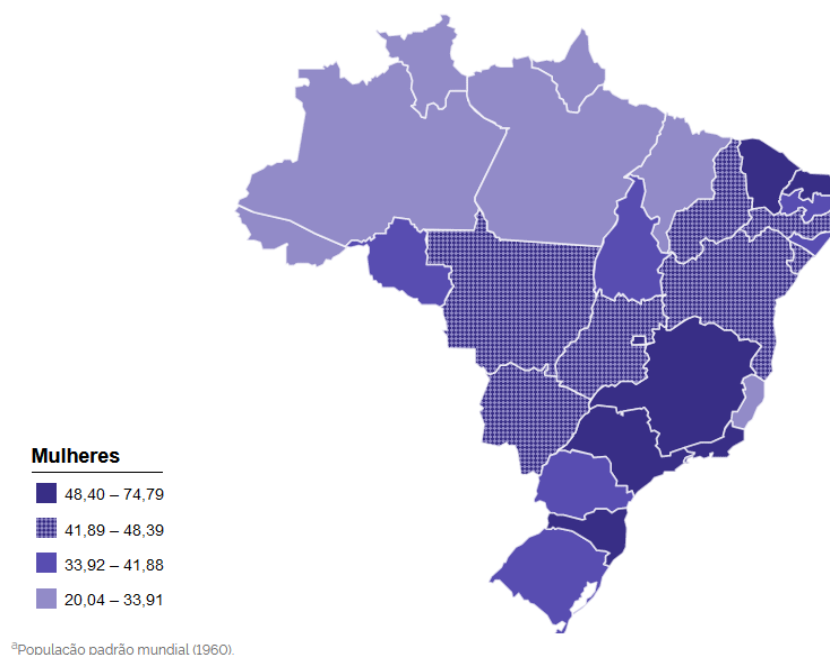 Mulheres
48,40 – 74,79
41,89 – 48,39
33,92 – 41,88
20,04 – 33,91
ªPopulação padrão mundial (1960).